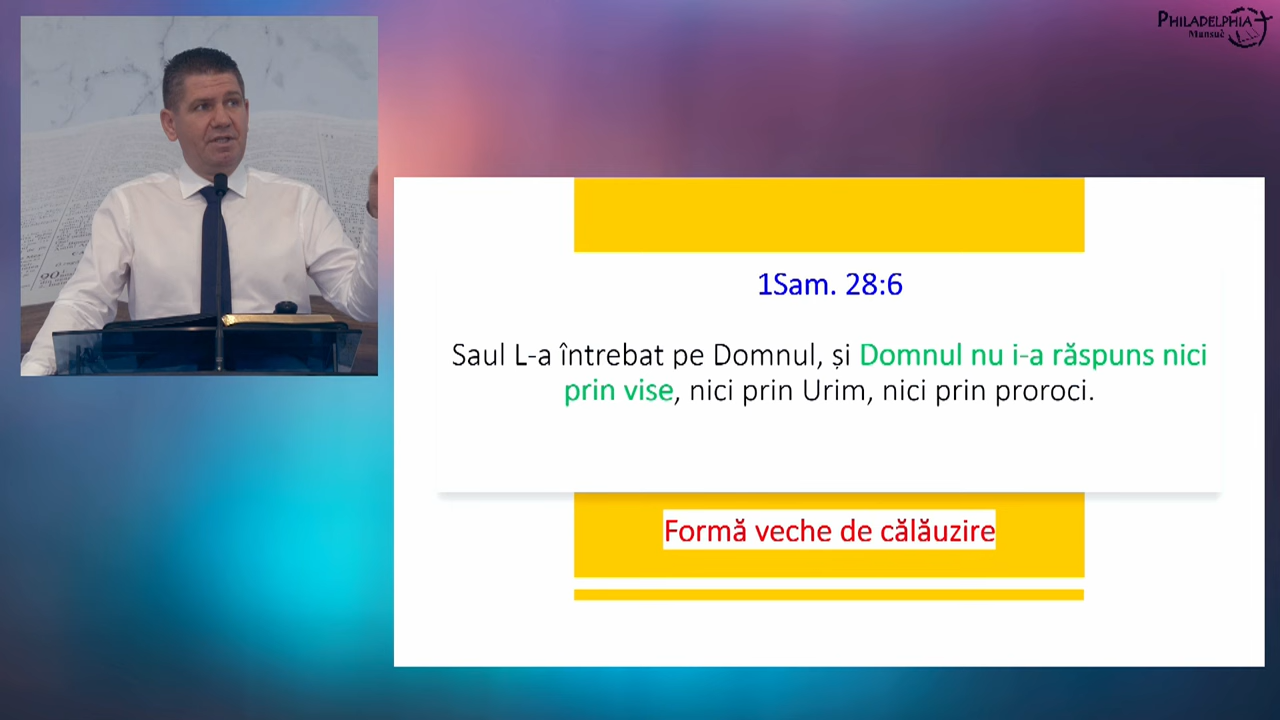 PHILADELPHIA
Mansuè
1Sam. 28:6
Saul L-a întrebat pe Domnul, și Domnul nu i-a răspuns nici
prin vise, nici prin Urim, nici prin proroci.
Formă veche de călăuzire
90